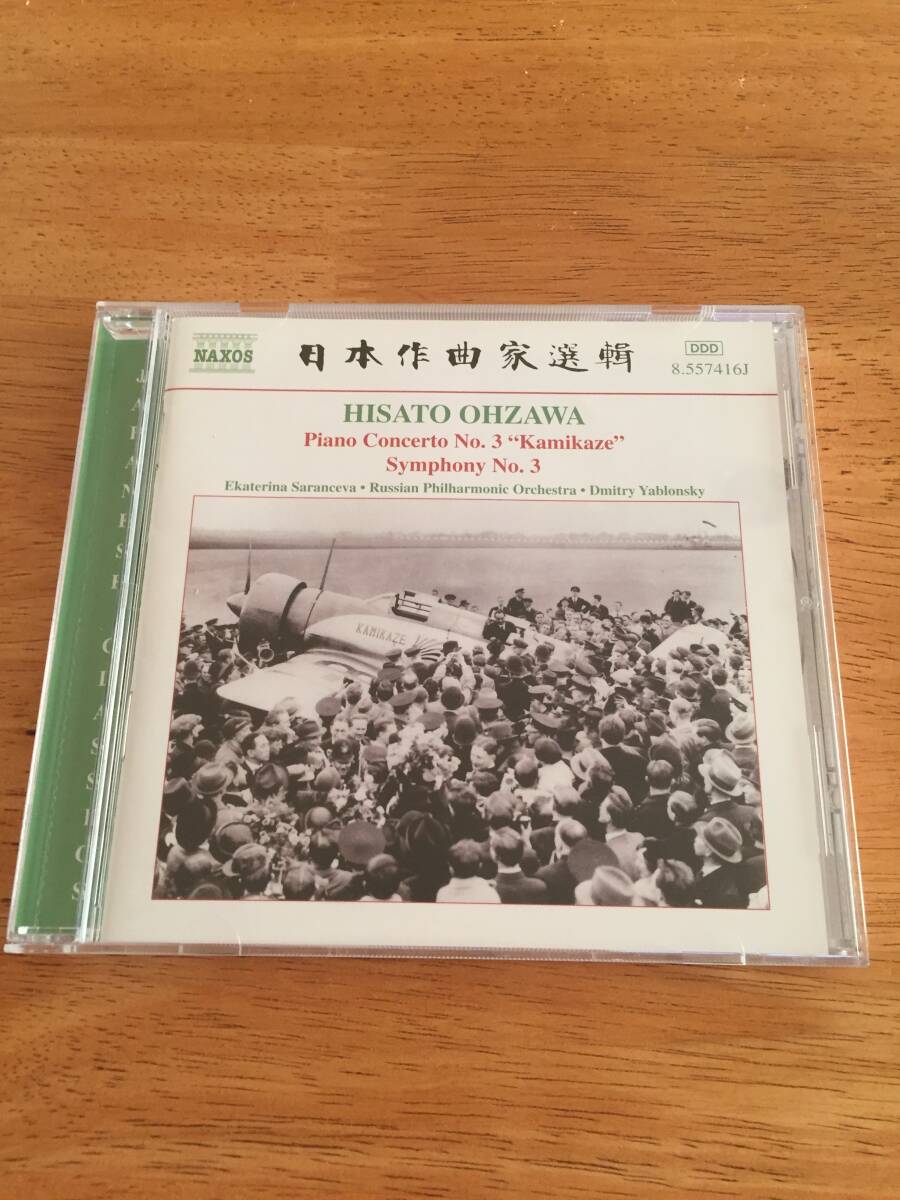 NAXOS
日本作曲家選輯
DDD
8.557416J
HISATO OHZAWA
Piano Concerto No. 3 “Kamikaze”
Symphony No. 3
Ekaterina Saranceva • Russian Philharmonic Orchestra • Dmitry Yablonsky
KAMIKAZE
JAPANESE CLASSICS